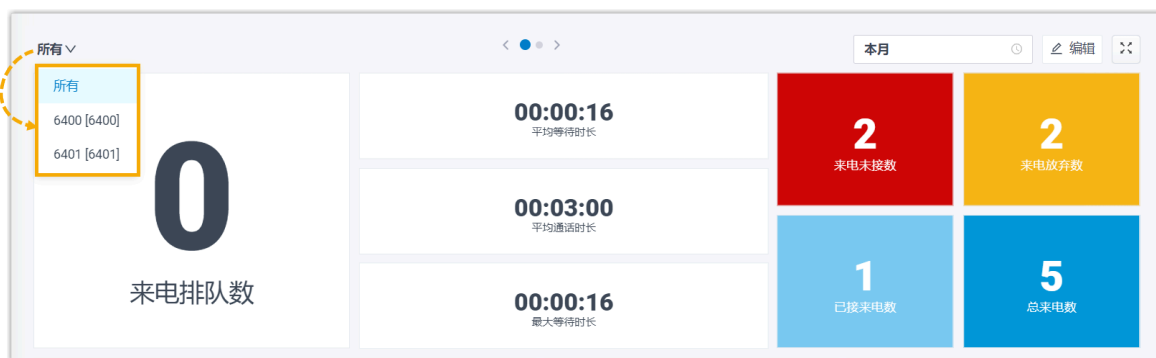 所有
本月
编辑
所有
6400 [6400]
6401 [6401]
0
来电排队数
00:00:16
平均等待时长
00:03:00
平均通话时长
00:00:16
最大等待时长
2
来电未接数
2
来电放弃数
1
已接来电数
5
总来电数